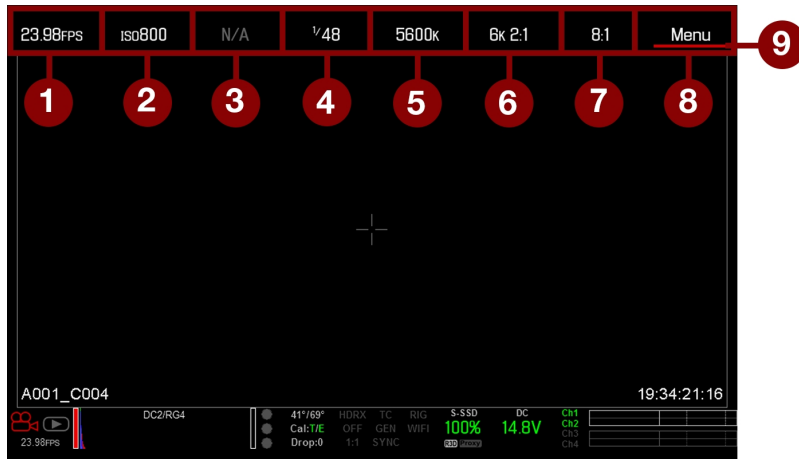 23.98FPS ISO800 N/A 1/48 5600K 6K 2:1 8:1 Menu
9
1 2 3 4 5 6 7 8
A001_C004 19:34:21:16
DC2/RG4 41°/69° HDRX TC RIG S-SSD DC Ch1
Cal:T/E OFF GEN WIFI 100% 14.8V Ch2
23.98FPS Drop:0 1:1 SYNC R3D Proxy Ch3
Ch4